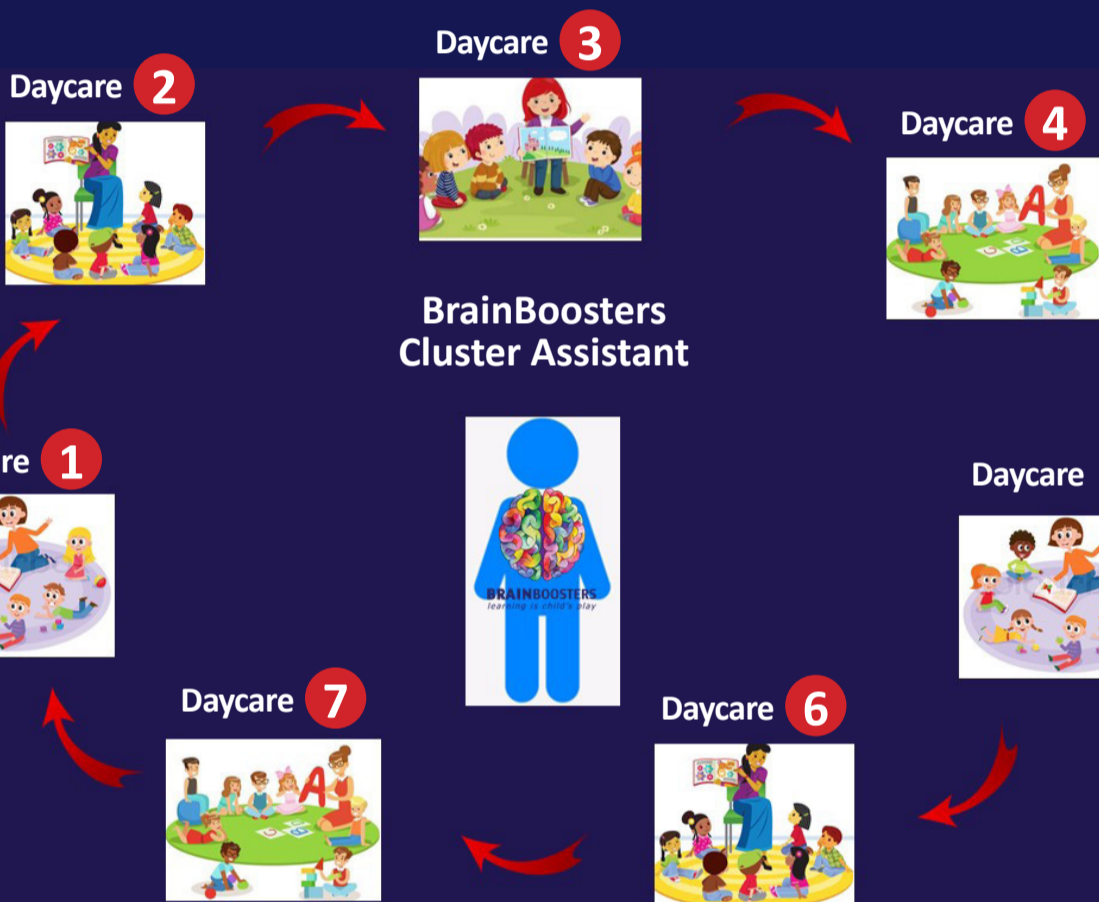 Daycare 3
Daycare 2
Daycare 4
BrainBoosters
Cluster Assistant
re 1
Daycare
BRAINBOOSTERS
learning is child's play
Daycare 7
Daycare 6
A
A